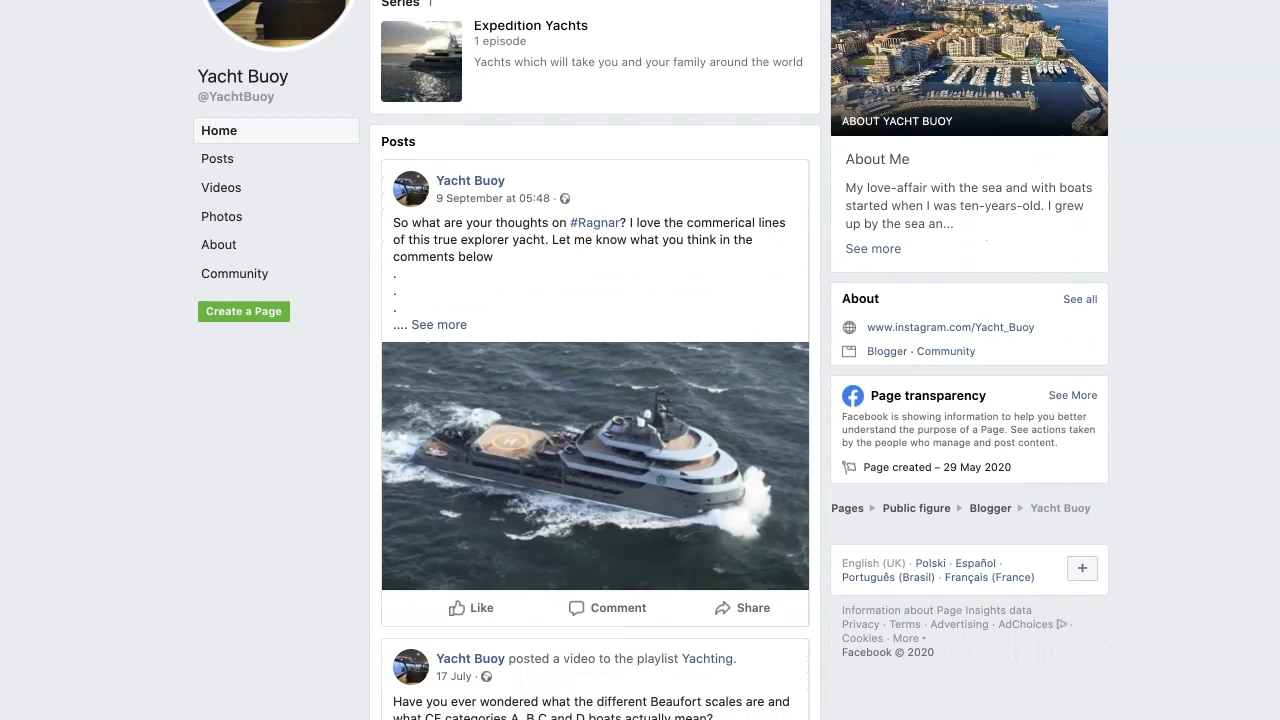 Yacht Buoy
@YachtBuoy
Home
Posts
Videos
Photos
About
Community
Create a Page
Series 1
Expedition Yachts
1 episode
Yachts which will take you and your family around the world
Posts
Yacht Buoy
9 September at 05:48 ·
So what are your thoughts on #Ragnar? I love the commerical lines
of this true explorer yacht. Let me know what you think in the
comments below
.
.
.
.... See more
Like
Comment
Share
Yacht Buoy posted a video to the playlist Yachting.
17 July ·
Have you ever wondered what the different Beaufort scales are and
what CE categories A, B,C and D boats actually mean?
ABOUT YACHT BUOY
About Me
My love-affair with the sea and with boats
started when I was ten-years-old. I grew
up by the sea an...
See more
About
See all
www.instagram.com/Yacht_Buoy
Blogger · Community
Page transparency
See More
Facebook is showing information to help you better
understand the purpose of a Page. See actions taken
by the people who manage and post content.
Page created – 29 May 2020
Pages
Public figure
Blogger
Yacht Buoy
English (UK) · Polski · Español ·
Português (Brasil) · Français (France)
+
Information about Page Insights data
Privacy · Terms · Advertising · AdChoices ·
Cookies · More
Facebook © 2020